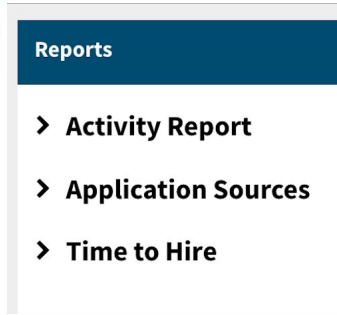 Reports
Activity Report
Application Sources
Time to Hire